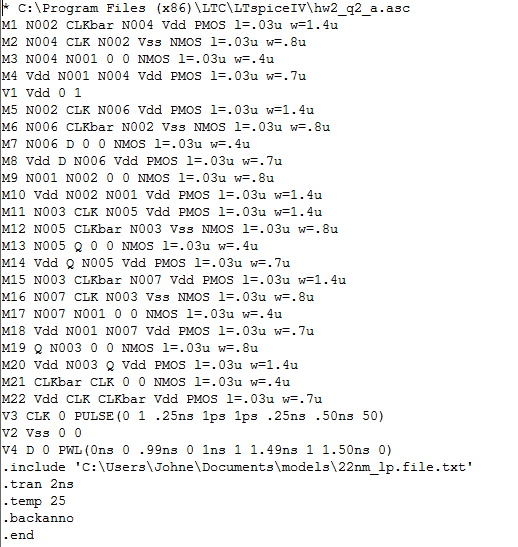 * C:\Program Files (x86)\LTC\LTspiceIV\hw2_q2_a.asc
M1 N002 CLKbar N004 Vdd PMOS l=.03u w=1.4u
M2 N004 CLK N002 Vss NMOS l=.03u w=.8u
M3 N004 N001 0 0 NMOS l=.03u w=.4u
M4 Vdd N001 N004 Vdd PMOS l=.03u w=.7u
V1 Vdd 0 1
M5 N002 CLK N006 Vdd PMOS l=.03u w=1.4u
M6 N006 CLKbar N002 Vss NMOS l=.03u w=.8u
M7 N006 D 0 0 NMOS l=.03u w=.4u
M8 Vdd D N006 Vdd PMOS l=.03u w=.7u
M9 N001 N002 0 0 NMOS l=.03u w=.8u
M10 Vdd N002 N001 Vdd PMOS l=.03u w=1.4u
M11 N003 CLK N005 Vdd PMOS l=.03u w=1.4u
M12 N005 CLKbar N003 Vss NMOS l=.03u w=.8u
M13 N005 Q 0 0 NMOS l=.03u w=.4u
M14 Vdd Q N005 Vdd PMOS l=.03u w=.7u
M15 N003 CLKbar N007 Vdd PMOS l=.03u w=1.4u
M16 N007 CLK N003 Vss NMOS l=.03u w=.8u
M17 N007 N001 0 0 NMOS l=.03u w=.4u
M18 Vdd N001 N007 Vdd PMOS l=.03u w=.7u
M19 Q N003 0 0 NMOS l=.03u w=.8u
M20 Vdd N003 Q Vdd PMOS l=.03u w=1.4u
M21 CLKbar CLK 0 0 NMOS l=.03u w=.4u
M22 Vdd CLK CLKbar Vdd PMOS l=.03u w=.7u
V3 CLK 0 PULSE(0 1 .25ns 1ps 1ps .25ns .50ns 50)
V2 Vss 0 0
V4 D 0 PWL(0ns 0 .99ns 0 1ns 1 1.49ns 1 1.50ns 0)
.include 'C:\Users\Johne\Documents\models\22nm_lp.file.txt'
.tran 2ns
.temp 25
.backanno
.end